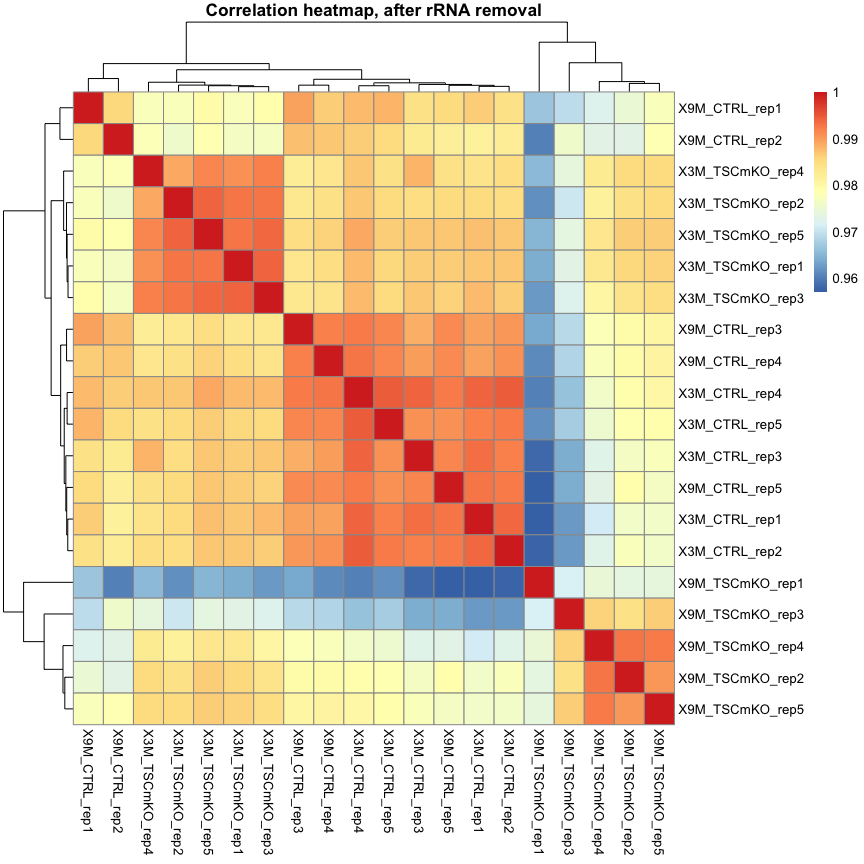 Correlation heatmap, after rRNA removal
1
0.99
0.98
0.97
0.96
X9M_CTRL_rep1
X9M_CTRL_rep2
X3M_TSCmKO_rep4
X3M_TSCmKO_rep2
X3M_TSCmKO_rep5
X3M_TSCmKO_rep1
X3M_TSCmKO_rep3
X9M_CTRL_rep3
X9M_CTRL_rep4
X3M_CTRL_rep4
X3M_CTRL_rep5
X3M_CTRL_rep3
X9M_CTRL_rep5
X3M_CTRL_rep1
X3M_CTRL_rep2
X9M_TSCmKO_rep1
X9M_TSCmKO_rep3
X9M_TSCmKO_rep4
X9M_TSCmKO_rep2
X9M_TSCmKO_rep5
X9M_CTRL_rep1
X9M_CTRL_rep2
X3M_TSCmKO_rep4
X3M_TSCmKO_rep2
X3M_TSCmKO_rep5
X3M_TSCmKO_rep1
X3M_TSCmKO_rep3
X9M_CTRL_rep3
X9M_CTRL_rep4
X3M_CTRL_rep4
X3M_CTRL_rep5
X3M_CTRL_rep3
X9M_CTRL_rep5
X3M_CTRL_rep1
X3M_CTRL_rep2
X9M_TSCmKO_rep1
X9M_TSCmKO_rep3
X9M_TSCmKO_rep4
X9M_TSCmKO_rep2
X9M_TSCmKO_rep5